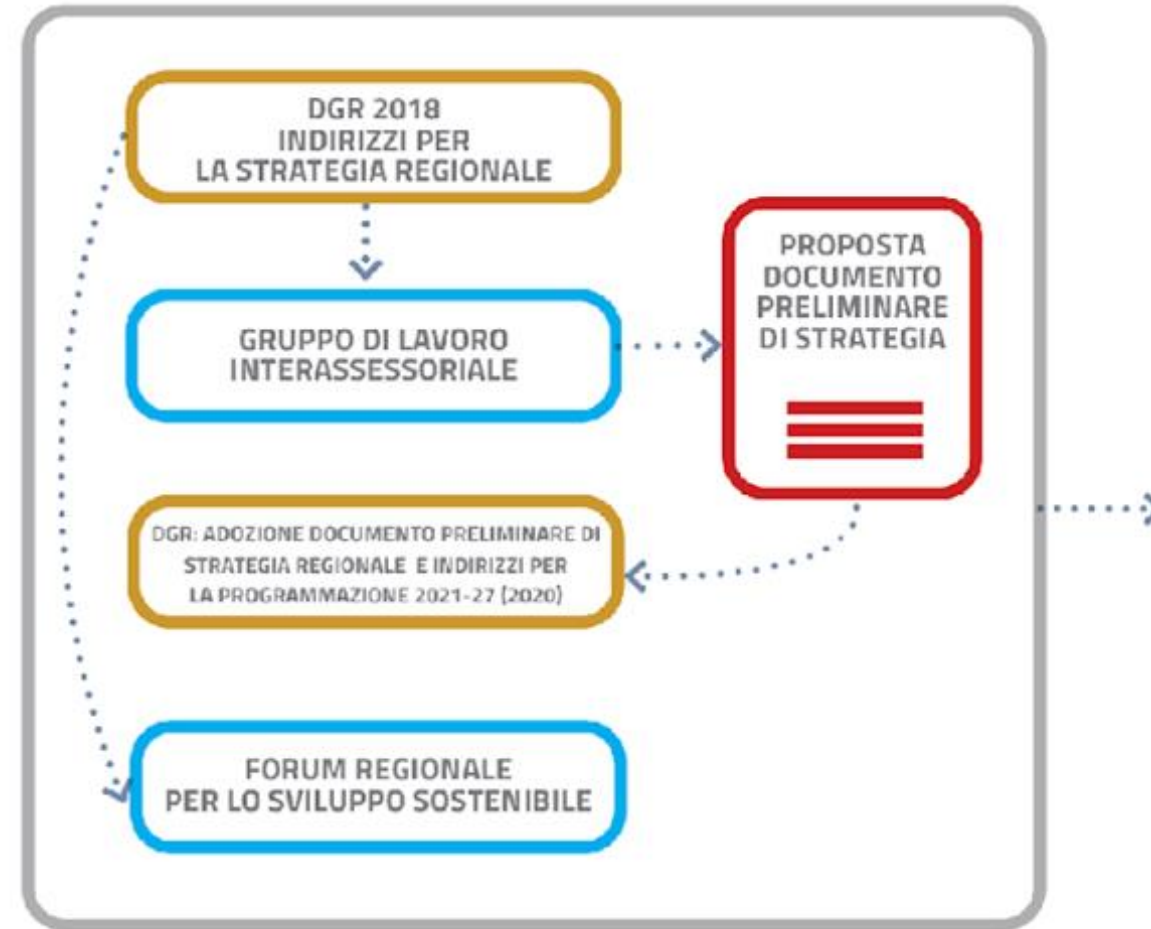 DGR 2018
INDIRIZZI PER
LA STRATEGIA REGIONALE
GRUPPO DI LAVORO
INTERASSESSORIALE
PROPOSTA
DOCUMENTO
PRELIMINARE
DI STRATEGIA
DGR: ADOZIONE DOCUMENTO PRELIMINARE DI
STRATEGIA REGIONALE E INDIRIZZI PER
LA PROGRAMMAZIONE 2021-27 (2020)
FORUM REGIONALE
PER LO SVILUPPO SOSTENIBILE